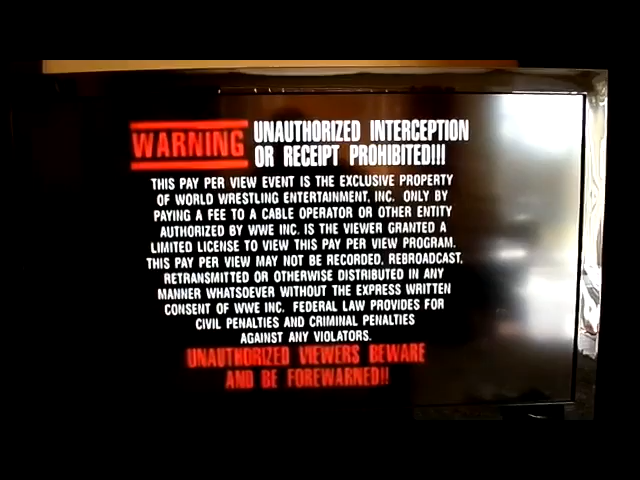 WARNING UNAUTHORIZED INTERCEPTION
OR RECEIPT PROHIBITED!!!
THIS PAY PER VIEW EVENT IS THE EXCLUSIVE PROPERTY
OF WORLD WRESTLING ENTERTAINMENT, INC. ONLY BY
PAYING A FEE TO A CABLE OPERATOR OR OTHER ENTITY
AUTHORIZED BY WWE INC. IS THE VIEWER GRANTED A
LIMITED LICENSE TO VIEW THIS PAY PER VIEW PROGRAM.
THIS PAY PER VIEW MAY NOT BE RECORDED, REBROADCAST,
RETRANSMITTED OR OTHERWISE DISTRIBUTED IN ANY
MANNER WHATSOEVER WITHOUT THE EXPRESS WRITTEN
CONSENT OF WWE INC. FEDERAL LAW PROVIDES FOR
CIVIL PENALTIES AND CRIMINAL PENALTIES
AGAINST ANY VIOLATORS.
UNAUTHORIZED VIEWERS BEWARE
AND BE FOREWARNED!!